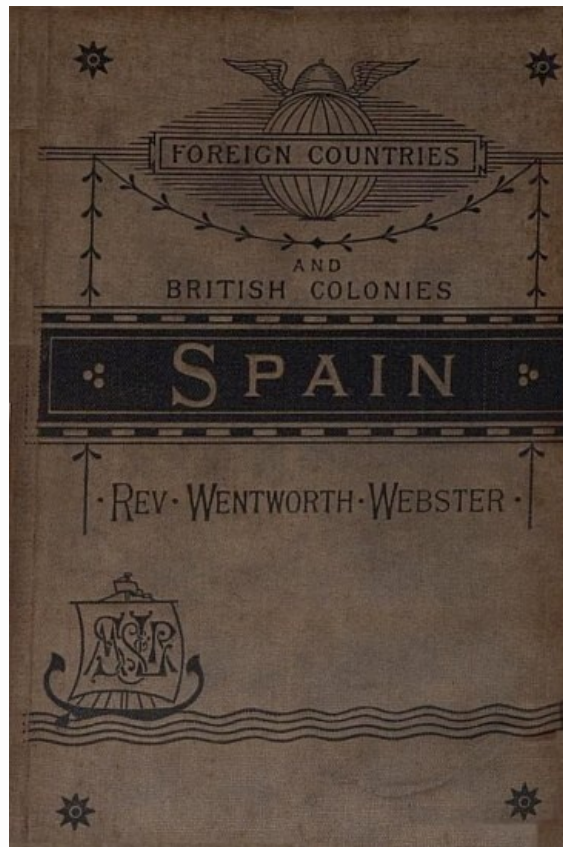 FOREIGN COUNTRIES
AND
BRITISH COLONIES
SPAIN
·REV·WENTWORTH·WEBSTER·